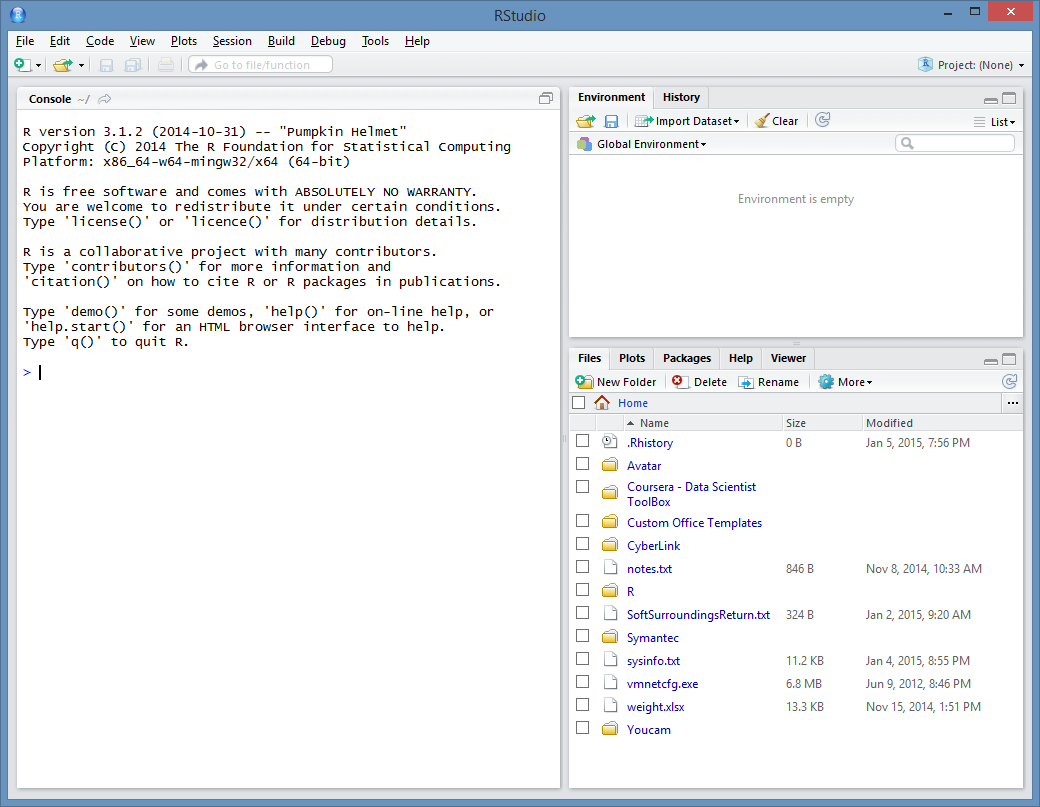 RStudio
File Edit Code View Plots Session Build Debug Tools Help
Go to file/function
Project: (None)
Console ~/
R version 3.1.2 (2014-10-31) -- "Pumpkin Helmet"
Copyright (C) 2014 The R Foundation for Statistical Computing
Platform: x86_64-w64-mingw32/x64 (64-bit)
R is free software and comes with ABSOLUTELY NO WARRANTY.
You are welcome to redistribute it under certain conditions.
Type 'license()' or 'licence()' for distribution details.
R is a collaborative project with many contributors.
Type 'contributors()' for more information and
'citation()' on how to cite R or R packages in publications.
Type 'demo()' for some demos, 'help()' for on-line help, or
'help.start()' for an HTML browser interface to help.
Type 'q()' to quit R.
>
Environment History
Import Dataset Clear List
Global Environment
Environment is empty
Files Plots Packages Help Viewer
New Folder Delete Rename More
Home ...
Name Size Modified
.Rhistory 0 B Jan 5, 2015, 7:56 PM
Avatar
Coursera - Data Scientist
ToolBox
Custom Office Templates
CyberLink
notes.txt 846 B Nov 8, 2014, 10:33 AM
R
SoftSurroundingsReturn.txt 324 B Jan 2, 2015, 9:20 AM
Symantec
sysinfo.txt 11.2 KB Jan 4, 2015, 8:55 PM
vmnetcfg.exe 6.8 MB Jun 9, 2012, 8:46 PM
weight.xlsx 13.3 KB Nov 15, 2014, 1:51 PM
Youcam